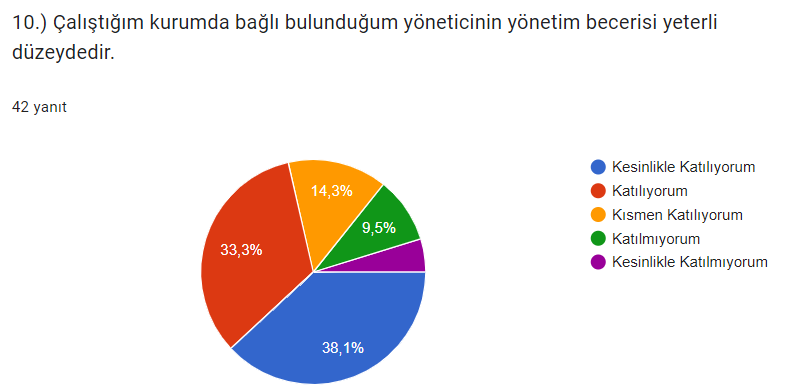 10.) Çalıştığım kurumda bağlı bulunduğum yöneticinin yönetim becerisi yeterli
düzeydedir.
42 yanıt
14,3%
9,5%
33,3%
38,1%
Kesinlikle Katılıyorum
Katılıyorum
Kısmen Katılıyorum
Katılmıyorum
Kesinlikle Katılmıyorum